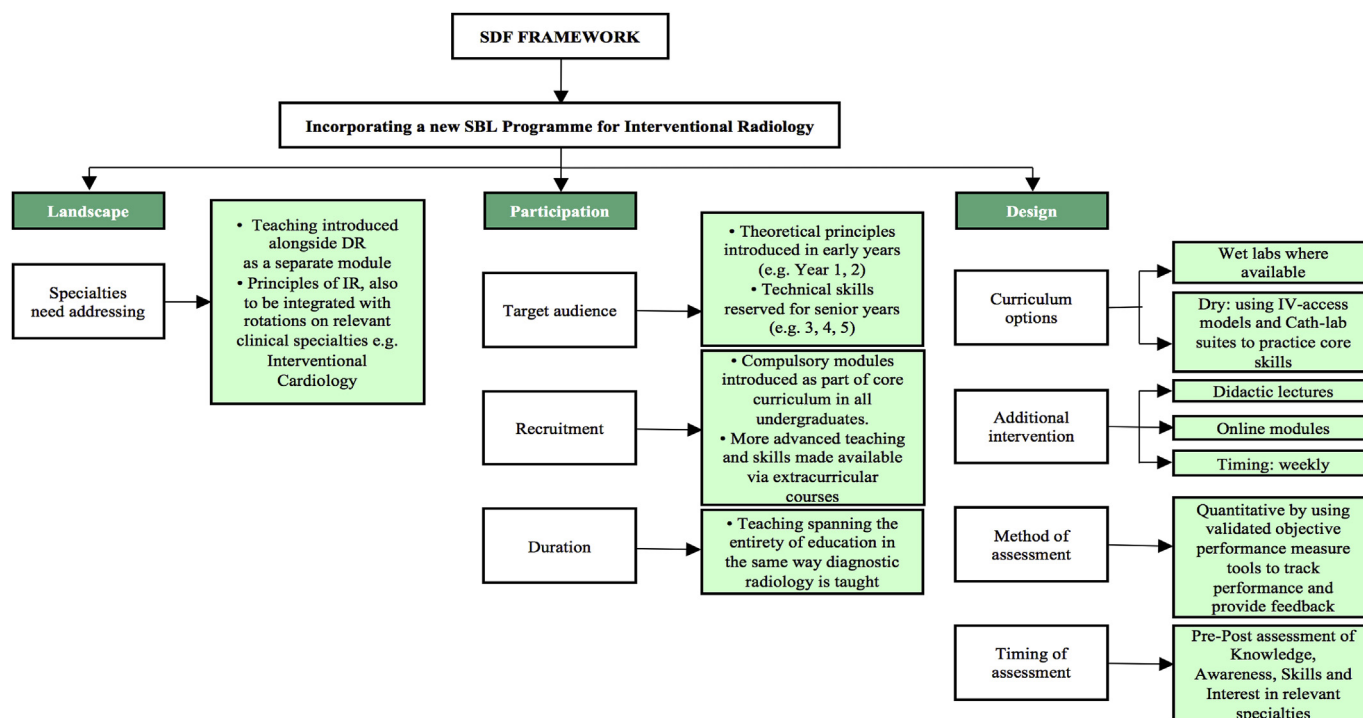 SDF FRAMEWORK
Incorporating a new SBL Programme for Interventional Radiology
Landscape
Specialties
need addressing
• Teaching introduced
alongside DR
as a separate module
• Principles of IR, also
to be integrated with
rotations on relevant
clinical specialties e.g.
Interventional
Cardiology
Participation
Target audience
• Theoretical principles
introduced in early years
(e.g. Year 1, 2)
• Technical skills
reserved for senior years
(e.g. 3, 4, 5)
Recruitment
• Compulsory modules
introduced as part of core
curriculum in all
undergraduates.
• More advanced teaching
and skills made available
via extracurricular
courses
Duration
• Teaching spanning the
entirety of education in
the same way diagnostic
radiology is taught
Design
Curriculum
options
Wet labs where
available
Dry: using IV-access
models and Cath-lab
suites to practice core
skills
Additional
intervention
Didactic lectures
Online modules
Timing: weekly
Method of
assessment
Quantitative by using
validated objective
performance measure
tools to track
performance and
provide feedback
Timing of
assessment
Pre-Post assessment of
Knowledge,
Awareness, Skills and
Interest in relevant
specialties